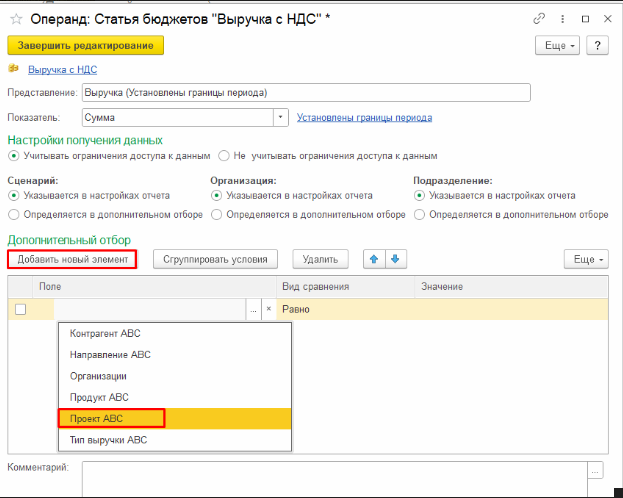 Операнд: Статья бюджетов "Выручка с НДС" *
Завершить редактирование
Еще
?
Выручка с НДС
Представление: Выручка (Установлены границы периода)
Показатель: Сумма Установлены границы периода
Настройки получения данных
Учитывать ограничения доступа к данным Не учитывать ограничения доступа к данным
Сценарий: Организация: Подразделение:
Указывается в настройках отчета Указывается в настройках отчета Указывается в настройках отчета
Определяется в дополнительном отборе Определяется в дополнительном отборе Определяется в дополнительном отборе
Дополнительный отбор
Добавить новый элемент Сгруппировать условия Удалить Еще
Поле Вид сравнения Значение
... × Равно
Контрагент АВС
Направление АВС
Организации
Продукт АВС
Проект АВС
Тип выручки АВС
Комментарий: ...